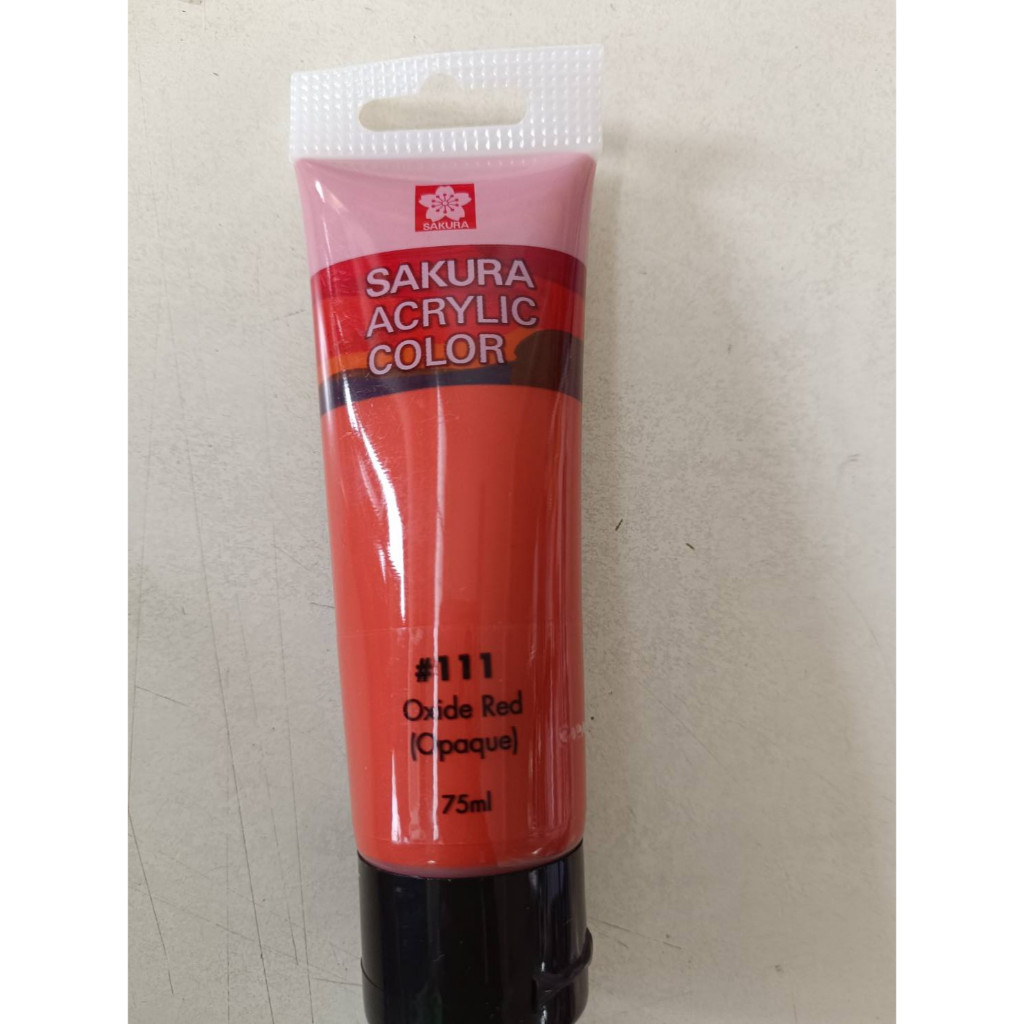 SAKURA
SAKURA
ACRYLIC
COLOR
#111
Oxide Red
(Opaque)
75ml